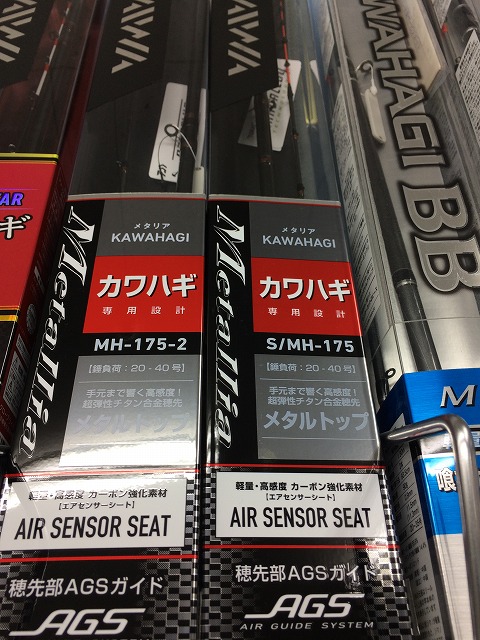 DAIWA
Metallia
メタリア
KAWAHAGI
カワハギ
専用設計
MH-175-2
[錘負荷:20-40号]
手元まで響く高感度!
超弾性チタン合金穂先
メタルトップ
軽量・高感度 カーボン強化素材
[エアセンサーシート]
AIR SENSOR SEAT
穂先部AGSガイド
AGS
DAIWA
Metallia
メタリア
KAWAHAGI
カワハギ
専用設計
S/MH-175
[錘負荷:20-40号]
手元まで響く高感度!
超弾性チタン合金穂先
メタルトップ
軽量・高感度 カーボン強化素材
[エアセンサーシート]
AIR SENSOR SEAT
穂先部AGSガイド
AGS
AIR GUIDE SYSTEM
KAWAHAGI BB
M
喰